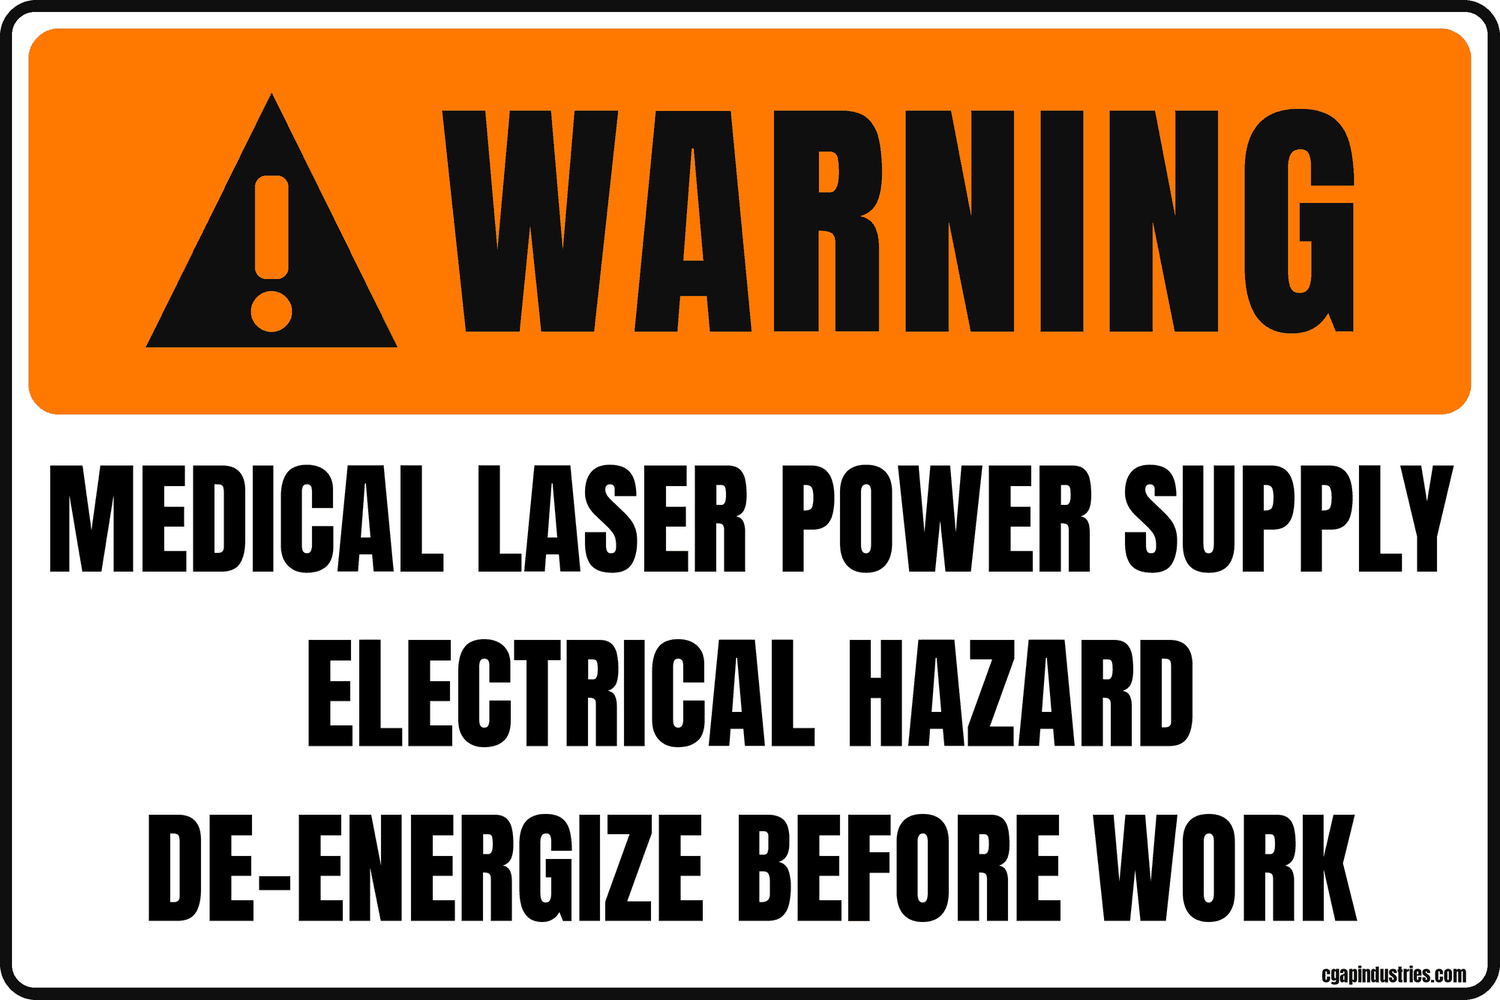 WARNING
MEDICAL LASER POWER SUPPLY
ELECTRICAL HAZARD
DE-ENERGIZE BEFORE WORK
cgapindustries.com